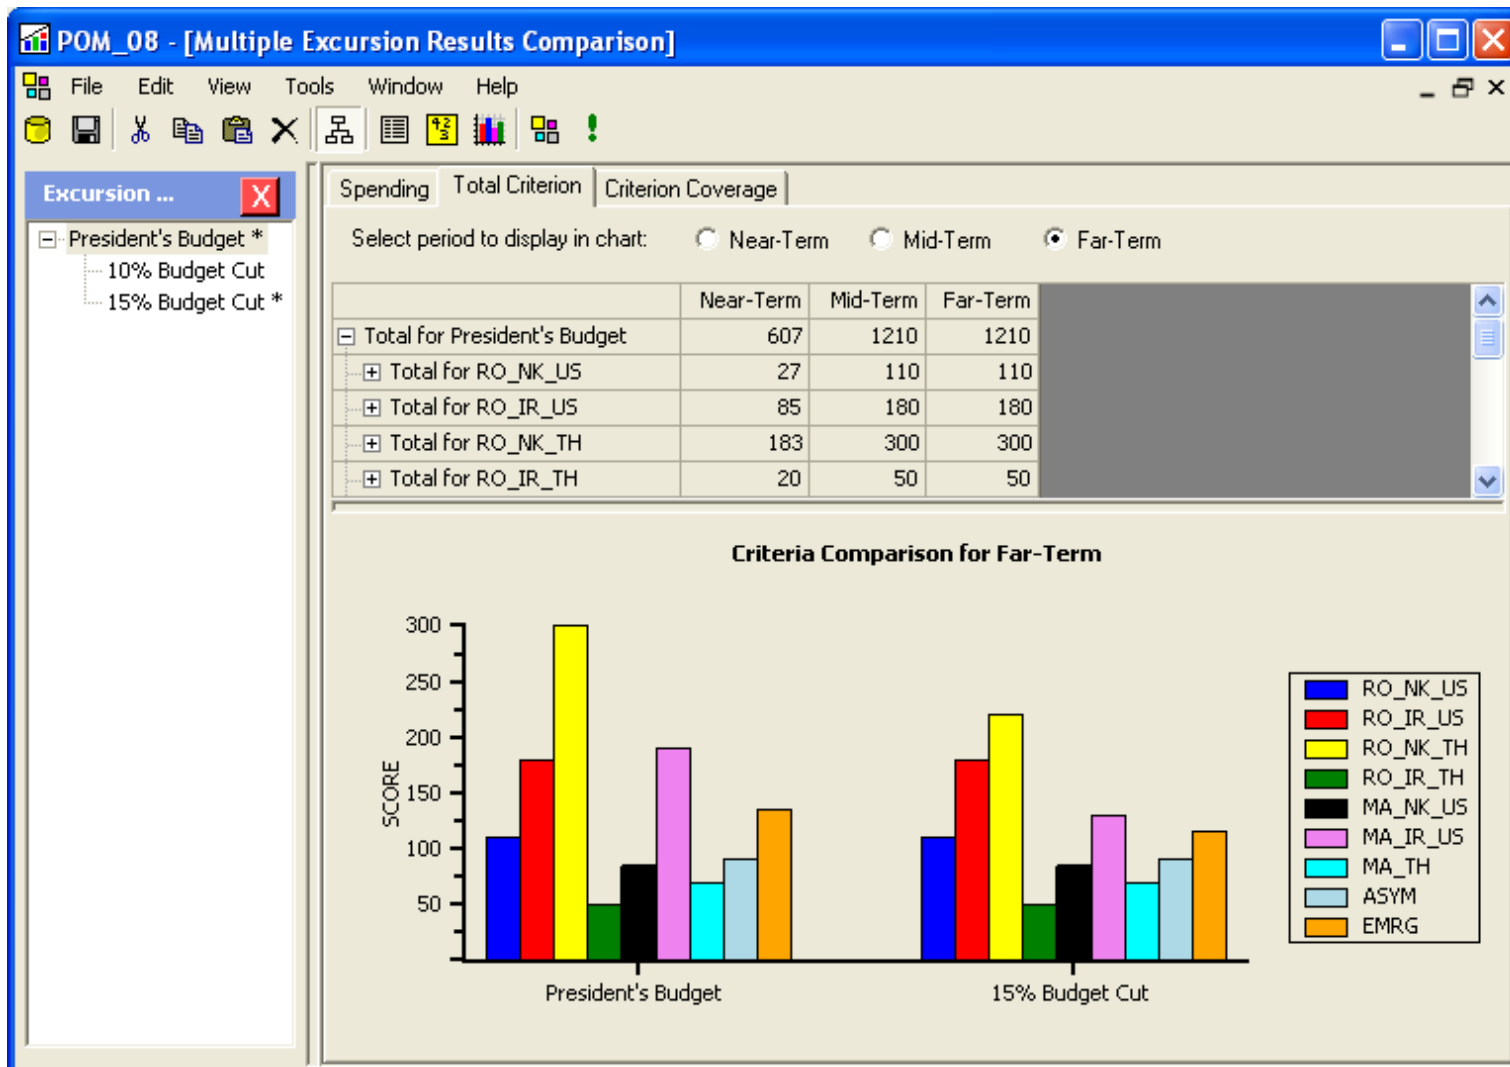 POM_08 - [Multiple Excursion Results Comparison]
File Edit View Tools Window Help
Excursion ...
President's Budget *
10% Budget Cut
15% Budget Cut *
Spending Total Criterion Criterion Coverage
Select period to display in chart: Near-Term Mid-Term Far-Term
Near-Term Mid-Term Far-Term
Total for President's Budget 607 1210 1210
Total for RO_NK_US 27 110 110
Total for RO_IR_US 85 180 180
Total for RO_NK_TH 183 300 300
Total for RO_IR_TH 20 50 50
Criteria Comparison for Far-Term
SCORE
300
250
200
150
100
50
President's Budget 15% Budget Cut
RO_NK_US
RO_IR_US
RO_NK_TH
RO_IR_TH
MA_NK_US
MA_IR_US
MA_TH
ASYM
EMRG